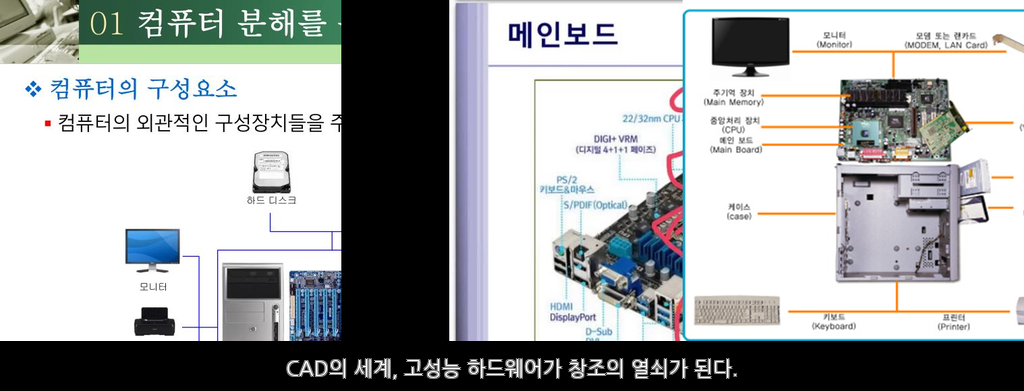 01 컴퓨터 분해를
❖ 컴퓨터의 구성요소
▪ 컴퓨터의 외관적인 구성장치들을 주
하드 디스크
모니터
메인보드
22/32nm CPU
DIGI+ VRM
(디지털 4+1+1 페이즈)
PS/2
키보드&마우스
S/PDIF(Optical)
HDMI
DisplayPort
D-Sub
모니터
(Monitor)
모뎀 또는 랜카드
(MODEM, LAN Card)
주기억 장치
(Main Memory)
중앙처리 장치
(CPU)
메인 보드
(Main Board)
케이스
(case)
키보드
(Keyboard)
프린터
(Printer)
CAD의 세계, 고성능 하드웨어가 창조의 열쇠가 된다.